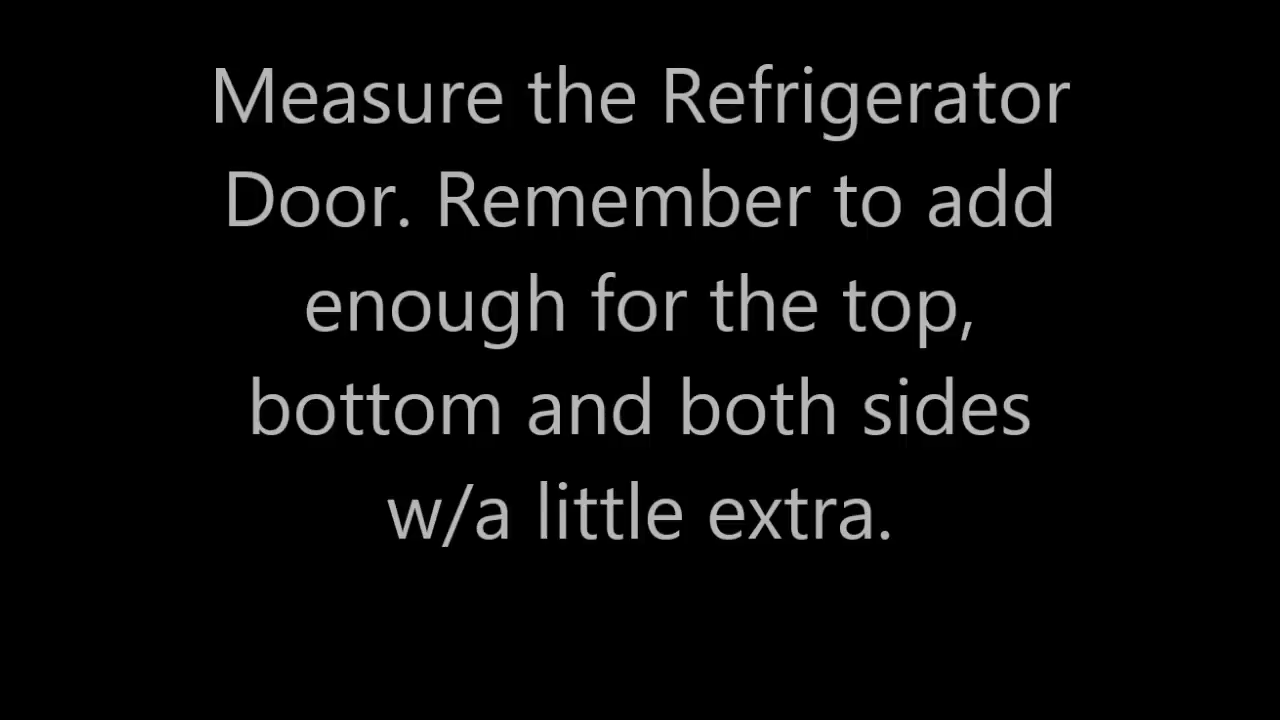 Measure the Refrigerator
Door. Remember to add
enough for the top,
bottom and both sides
w/a little extra.